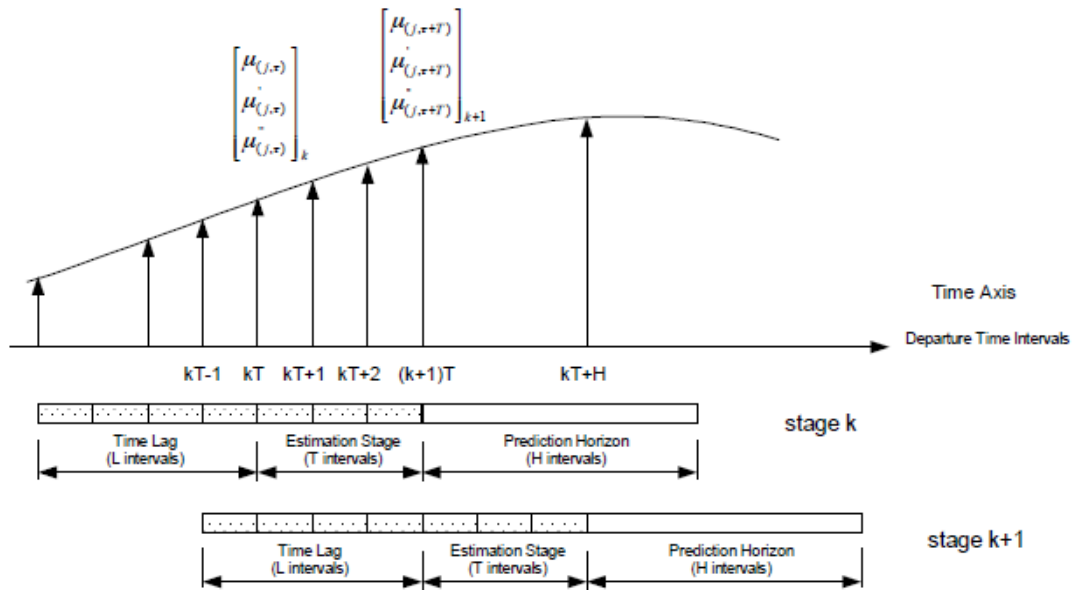 [μ(j,τ) μ̇(j,τ) μ̈(j,τ)]k
[μ(j,τ+T) μ̇(j,τ+T) μ̈(j,τ+T)]k+1
Time Axis
Departure Time Intervals
kT-1 kT kT+1 kT+2 (k+1)T kT+H
stage k
Time Lag Estimation Stage Prediction Horizon
(L intervals) (T intervals) (H intervals)
stage k+1
Time Lag Estimation Stage Prediction Horizon
(L intervals) (T intervals) (H intervals)